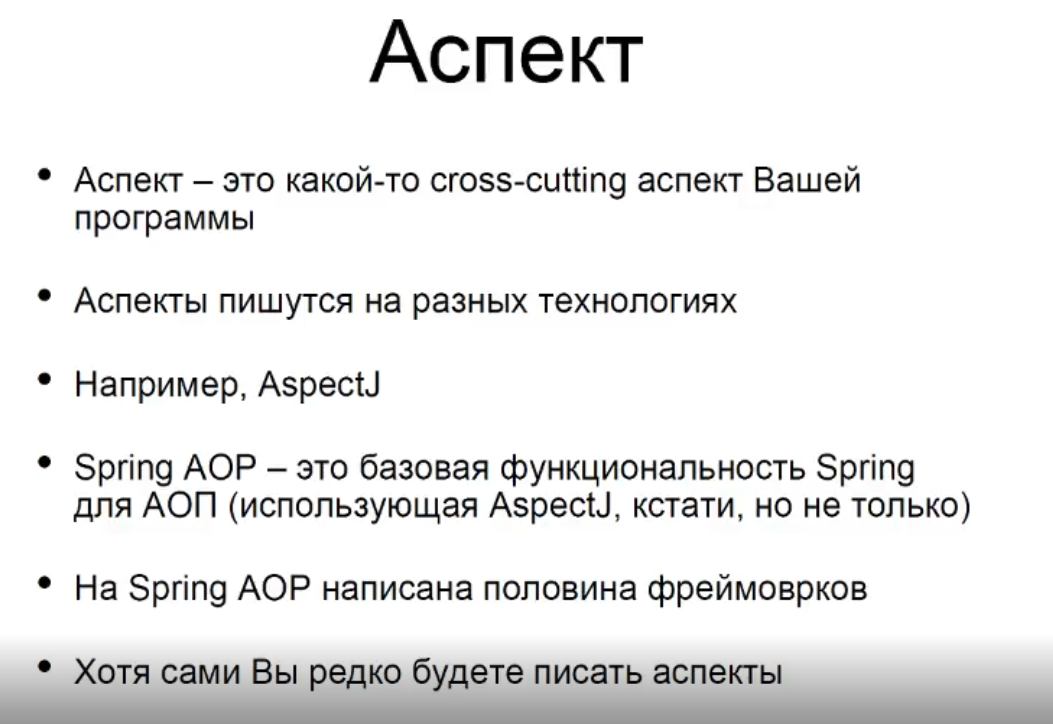 Аспект
• Аспект – это какой-то cross-cutting аспект Вашей
программы
• Аспекты пишутся на разных технологиях
• Например, AspectJ
• Spring AOP – это базовая функциональность Spring
для АОП (использующая AspectJ, кстати, но не только)
• На Spring AOP написана половина фреймоврков
• Хотя сами Вы редко будете писать аспекты